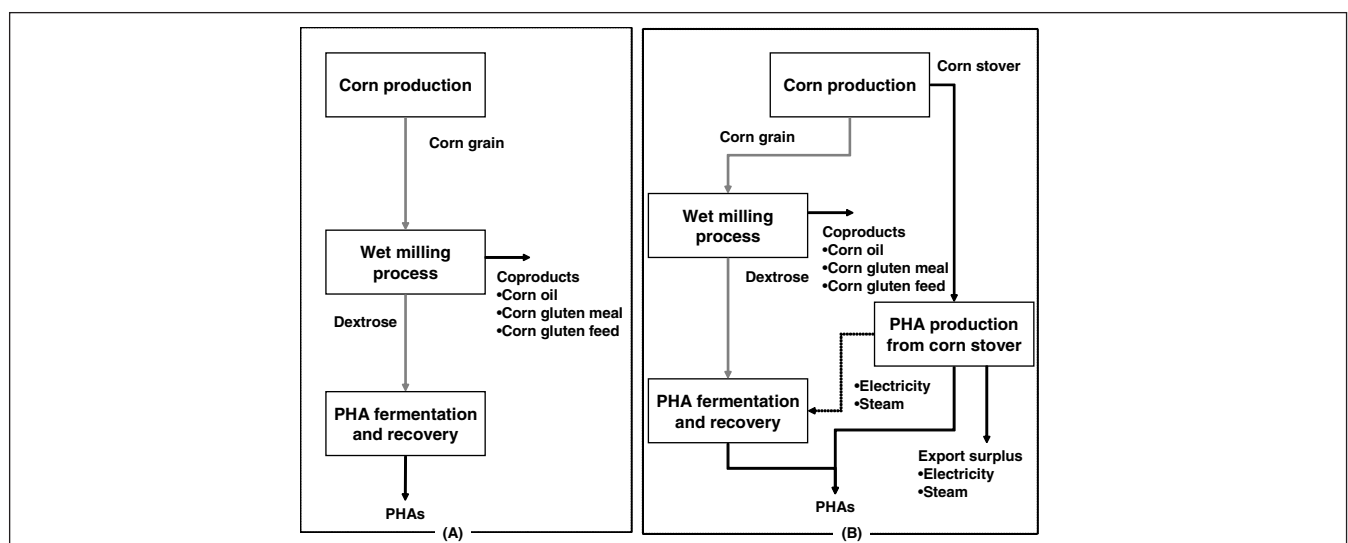 Corn production
Corn grain
Wet milling
process
Coproducts
•Corn oil
•Corn gluten meal
•Corn gluten feed
Dextrose
PHA fermentation
and recovery
PHAs
(A)
Corn stover
Corn production
Corn grain
Wet milling
process
Coproducts
•Corn oil
•Corn gluten meal
•Corn gluten feed
Dextrose
PHA production
from corn stover
•Electricity
•Steam
PHA fermentation
and recovery
Export surplus
•Electricity
•Steam
PHAs
(B)